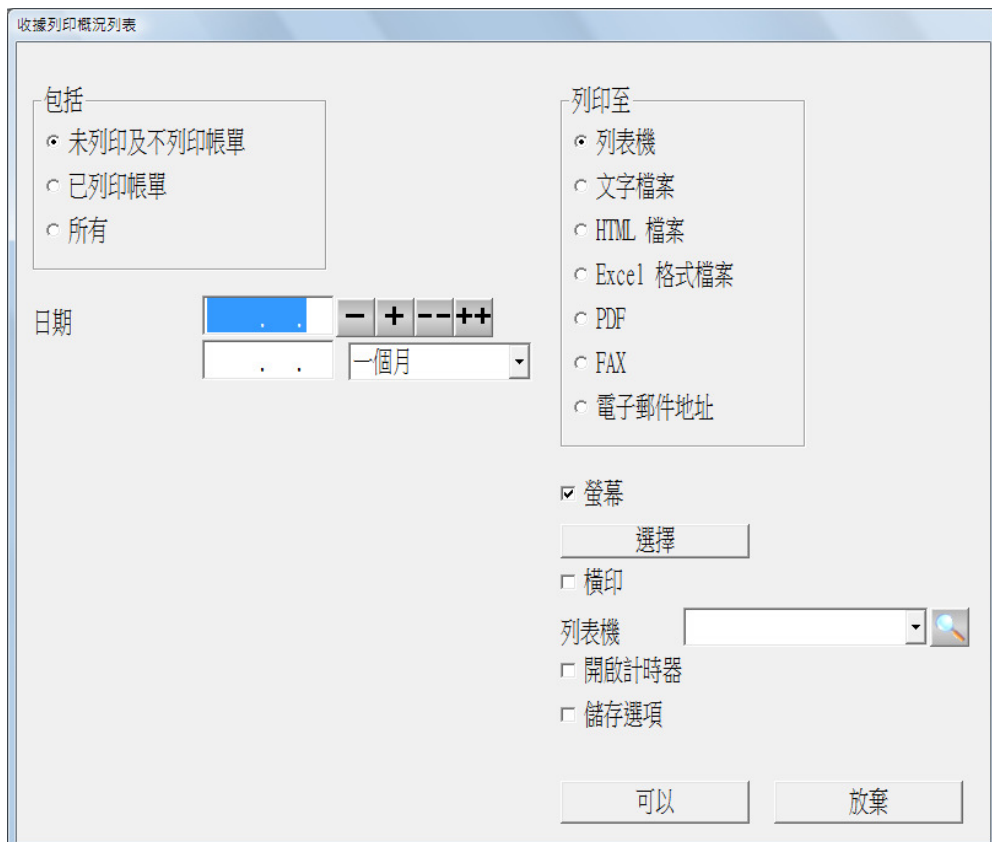 收據列印概況列表
包括
未列印及不列印帳單
已列印帳單
所有
日期
. .
− + −− ++
. .
一個月
列印至
列表機
文字檔案
HTML 檔案
Excel 格式檔案
PDF
FAX
電子郵件地址
螢幕
選擇
橫印
列表機
開啟計時器
儲存選項
可以
放棄